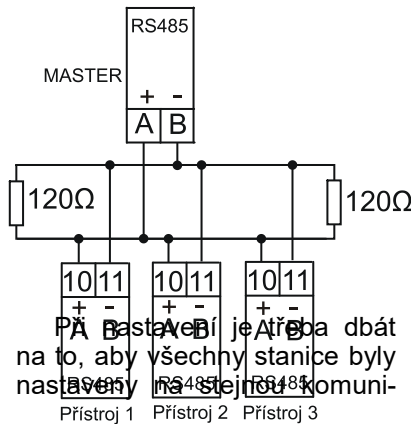 RS485
MASTER
+ -
A B
120Ω 120Ω
10 11 10 11 10 11
+ - + - + -
A B A B A B
Při nastavení je třeba dbát
na to, aby všechny stanice byly
nastaveny na stejnou komuni-
RS485 RS485 RS485
Přístroj 1 Přístroj 2 Přístroj 3